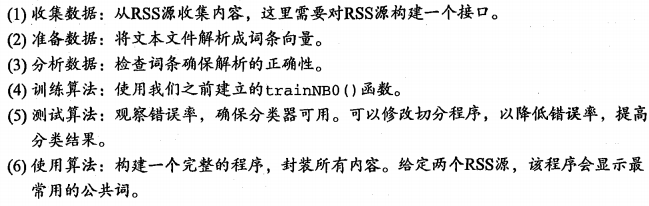 (1) 收集数据：从RSS源收集内容，这里需要对RSS源构建一个接口。
(2) 准备数据：将文本文件解析成词条向量。
(3) 分析数据：检查词条确保解析的正确性。
(4) 训练算法：使用我们之前建立的trainNB0()函数。
(5) 测试算法：观察错误率，确保分类器可用。可以修改切分程序，以降低错误率，提高
分类结果。
(6) 使用算法：构建一个完整的程序，封装所有内容。给定两个RSS源，该程序会显示最
常用的公共词。